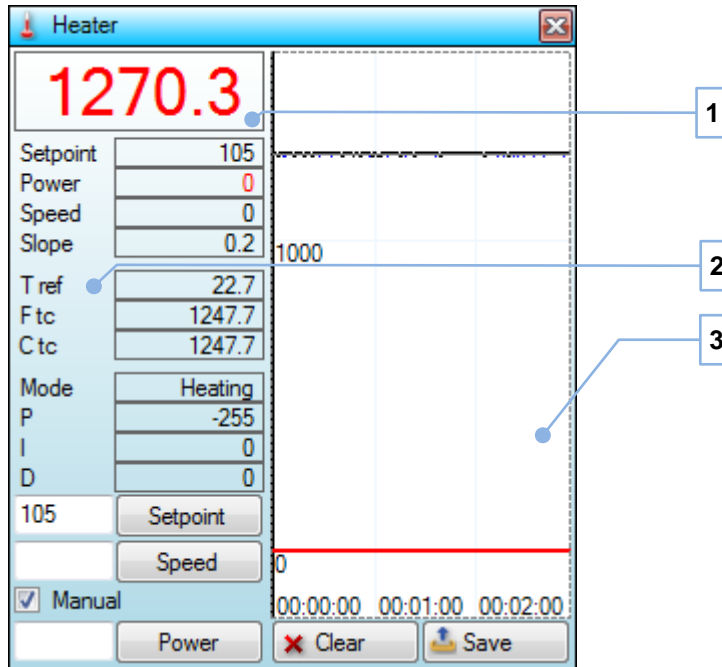 Heater
1270.3
Setpoint 105
Power 0
Speed 0
Slope 0.2
T ref 22.7
F tc 1247.7
C tc 1247.7
Mode Heating
P -255
I 0
D 0
105 Setpoint
Speed
Manual
Power
1000
0
00:00:00 00:01:00 00:02:00
Clear Save
1
2
3